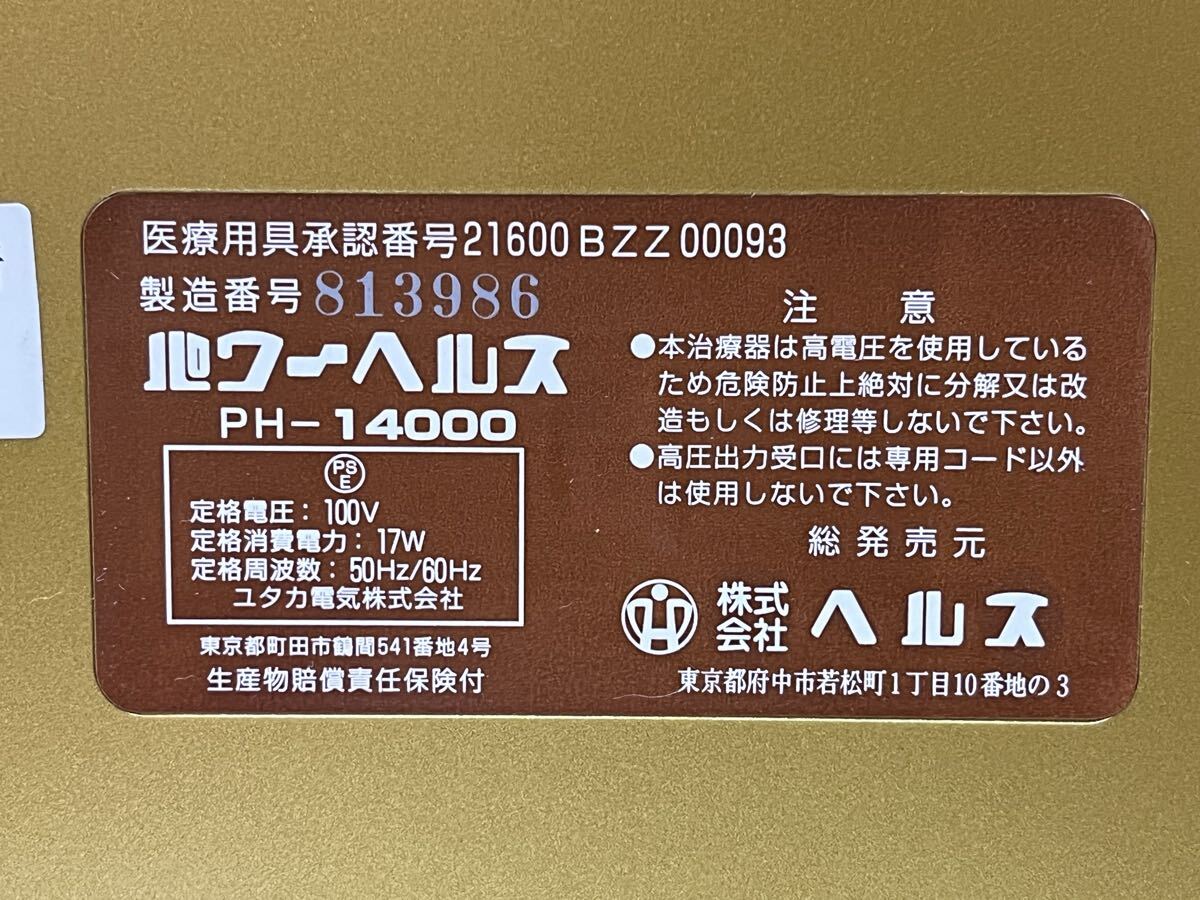 医療用具承認番号21600BZZ00093
製造番号 813986
パワーヘルス
PH-14000
PSE
定格電圧：100V
定格消費電力：17W
定格周波数：50Hz/60Hz
ユタカ電気株式会社
東京都町田市鶴間541番地4号
生産物賠償責任保険付
注意
●本治療器は高電圧を使用している
ため危険防止上絶対に分解又は改
造もしくは修理等しないで下さい。
●高圧出力受口には専用コード以外
は使用しないで下さい。
総発売元
株式会社 ヘルス
東京都府中市若松町1丁目10番地の3